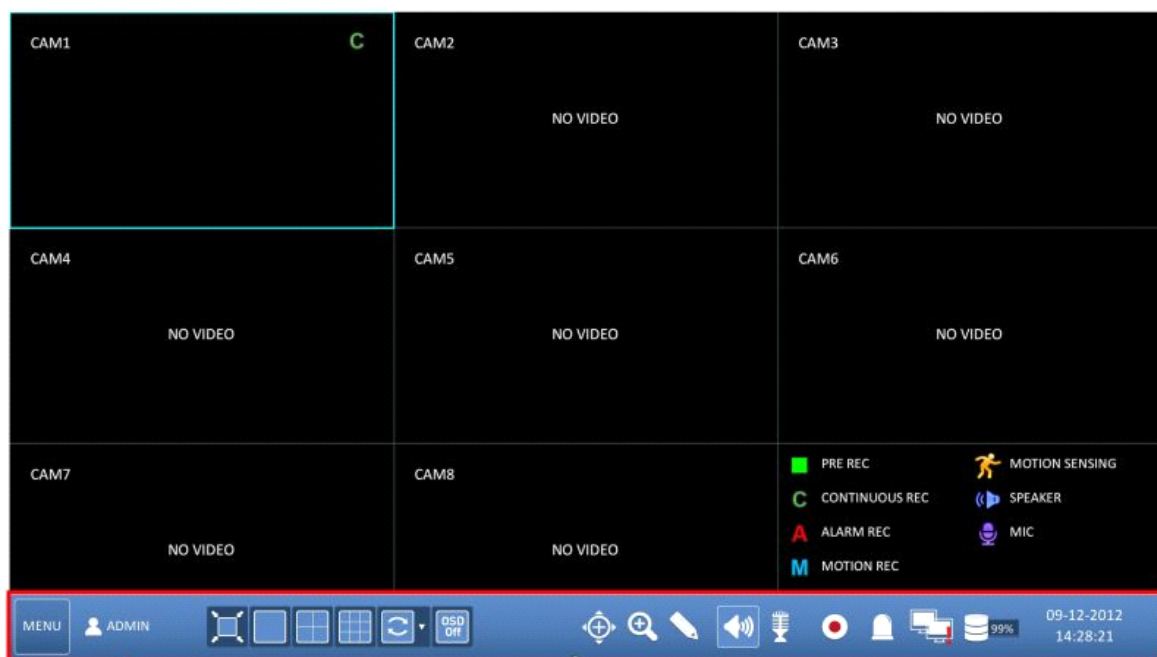 CAM1 C
CAM2
NO VIDEO
CAM3
NO VIDEO
CAM4
NO VIDEO
CAM5
NO VIDEO
CAM6
NO VIDEO
CAM7
NO VIDEO
CAM8
NO VIDEO
PRE REC
MOTION SENSING
C CONTINUOUS REC
SPEAKER
A ALARM REC
MIC
M MOTION REC
MENU
ADMIN
OSD
Off
99%
09-12-2012
14:28:21